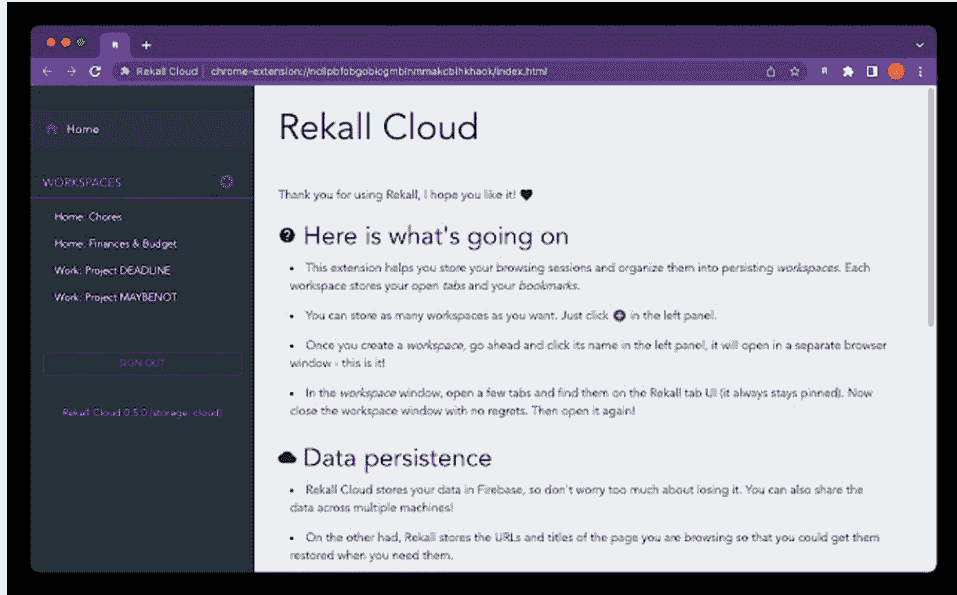 Rekall Cloud
Home
WORKSPACES
Home: Chores
Home: Finances & Budget
Work: Project DEADLINE
Work: Project MAYBENOT
SIGN OUT
Rekall Cloud 0.5.0 (storage: cloud)
Rekall Cloud
Thank you for using Rekall, I hope you like it!
Here is what's going on
• This extension helps you store your browsing sessions and organize them into persisting workspaces. Each
workspace stores your open tabs and your bookmarks.
• You can store as many workspaces as you want. Just click in the left panel.
• Once you create a workspace, go ahead and click its name in the left panel, it will open in a separate browser
window - this is it!
• In the workspace window, open a few tabs and find them on the Rekall tab UI (it always stays pinned). Now
close the workspace window with no regrets. Then open it again!
Data persistence
• Rekall Cloud stores your data in Firebase, so don't worry too much about losing it. You can also share the
data across multiple machines!
• On the other had, Rekall stores the URLs and titles of the page you are browsing so that you could get them
restored when you need them.